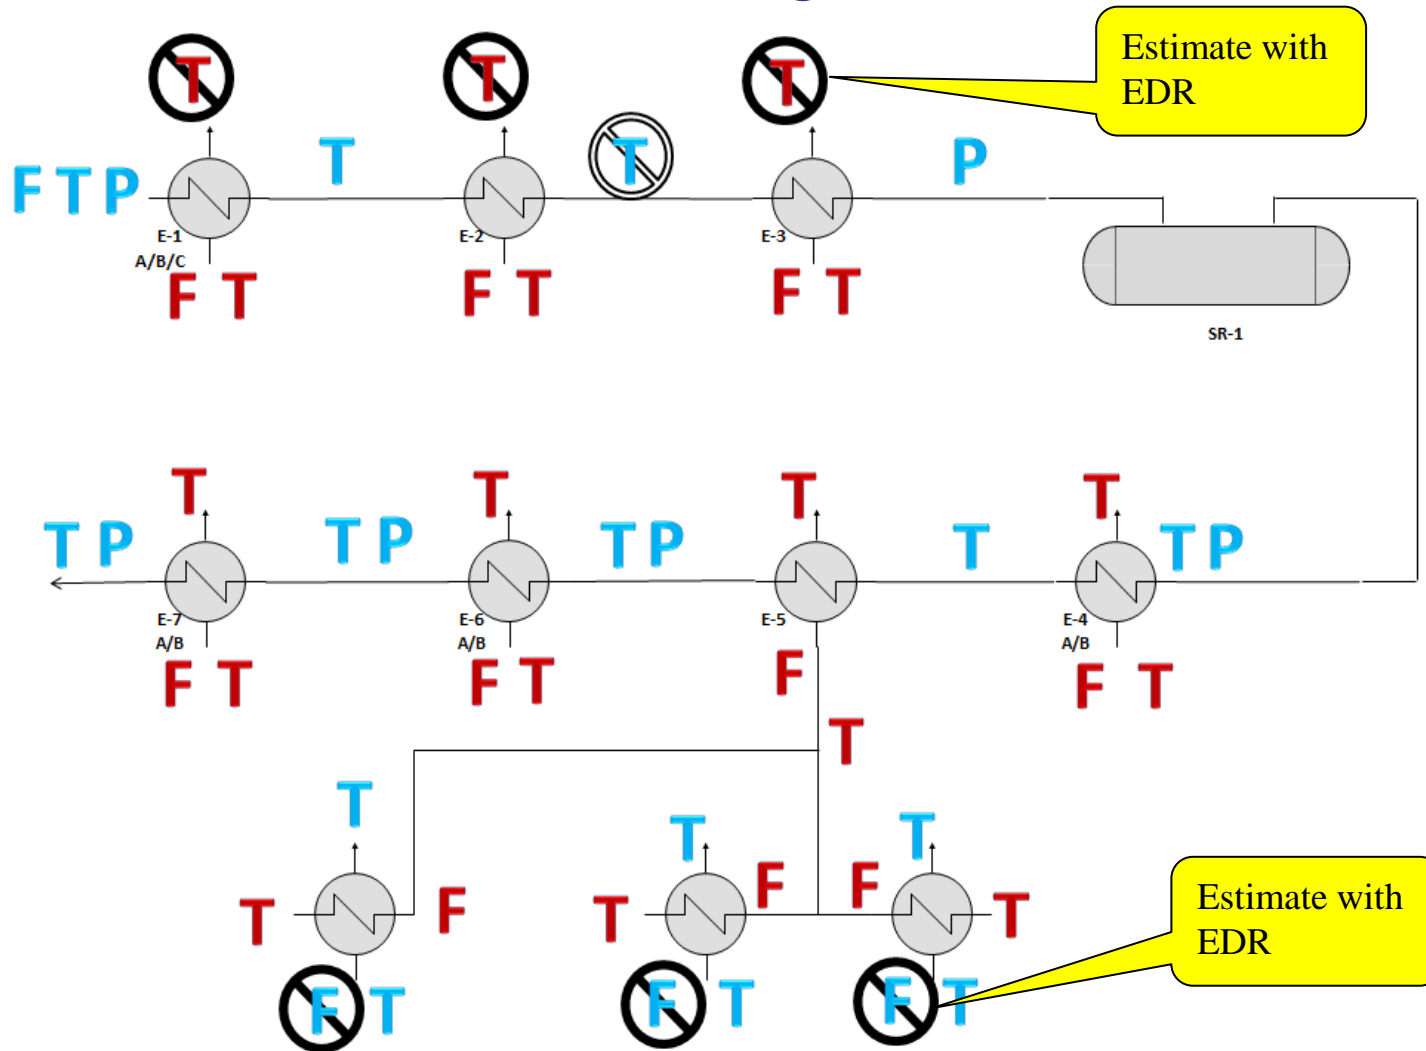 Estimate with
EDR
T
T
T
T
T
P
F T P
E-1
A/B/C
E-2
E-3
F T
F T
F T
SR-1
T
T
T
T
T P
T P
T P
T
T P
E-7
A/B
E-6
A/B
E-5
E-4
A/B
F T
F T
F
F T
T
T
T
T
T
F
T
F
F
T
Estimate with
EDR
F T
F T
F T